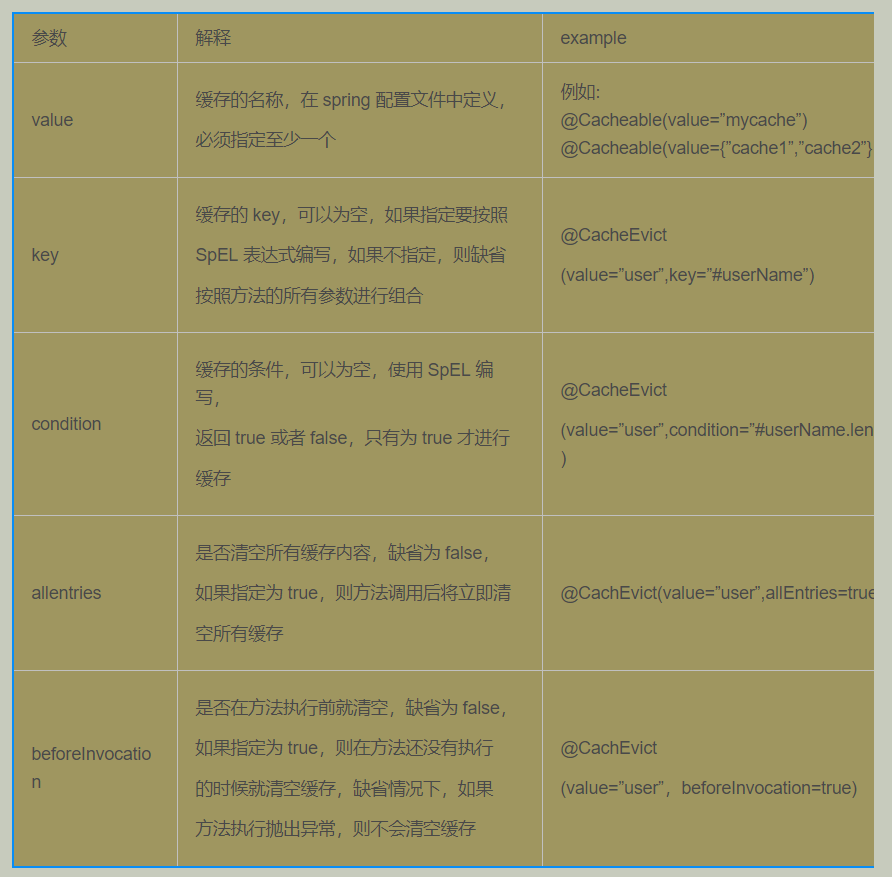 参数
解释
example
value
缓存的名称，在 spring 配置文件中定义，
必须指定至少一个
例如:
@Cacheable(value=”mycache”)
@Cacheable(value={”cache1”,”cache2”}
key
缓存的 key，可以为空，如果指定要按照
SpEL 表达式编写，如果不指定，则缺省
按照方法的所有参数进行组合
@CacheEvict
(value=”user”,key=”#userName”)
condition
缓存的条件，可以为空，使用 SpEL 编
写，
返回 true 或者 false，只有为 true 才进行
缓存
@CacheEvict
(value=”user”,condition=”#userName.len
)
allentries
是否清空所有缓存内容，缺省为 false，
如果指定为 true，则方法调用后将立即清
空所有缓存
@CachEvict(value=”user”,allEntries=true
beforeInvocatio
n
是否在方法执行前就清空，缺省为 false，
如果指定为 true，则在方法还没有执行
的时候就清空缓存，缺省情况下，如果
方法执行抛出异常，则不会清空缓存
@CachEvict
(value=”user”，beforeInvocation=true)